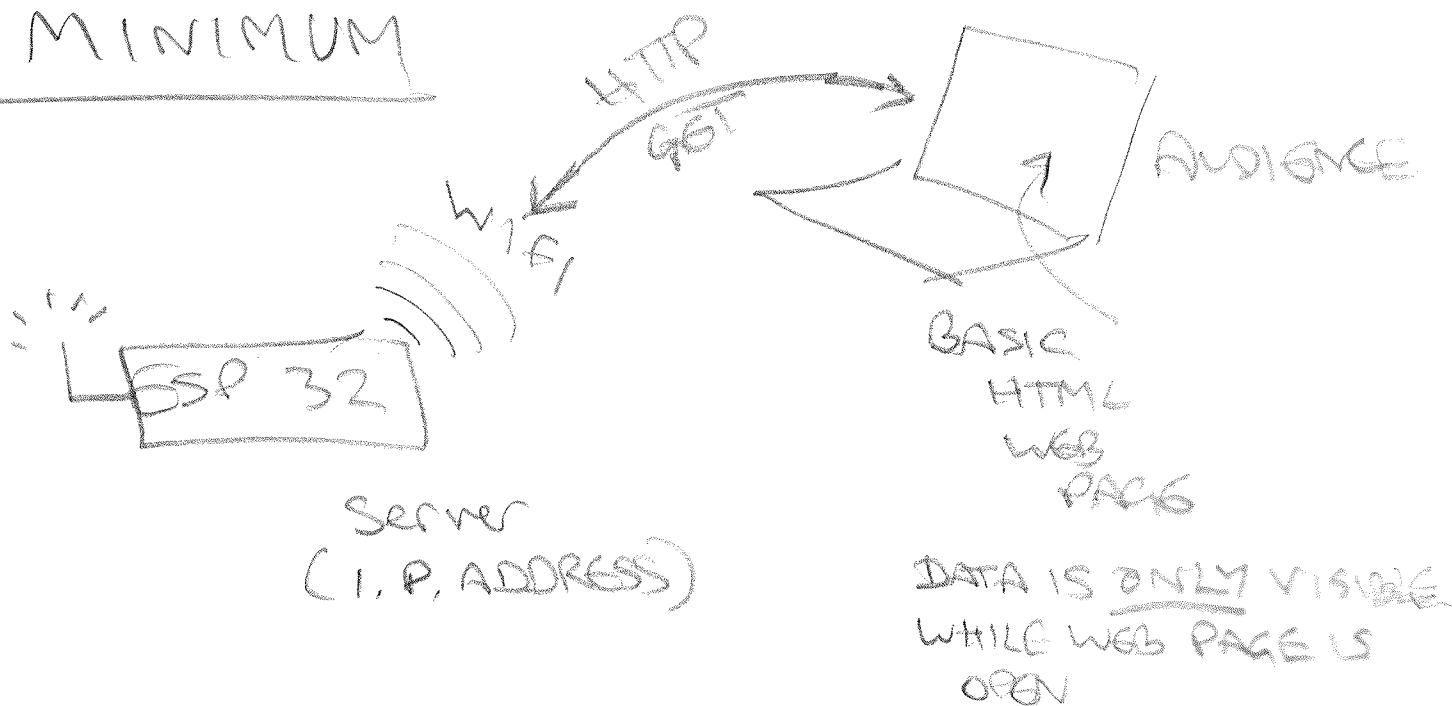 MINIMUM
HTTP
GET
WIFI
AUDIENCE
ESP 32
BASIC
HTML
WEB
PAGE
Server
(I.P. ADDRESS)
DATA IS ONLY VISIBLE
WHILE WEB PAGE IS
OPEN